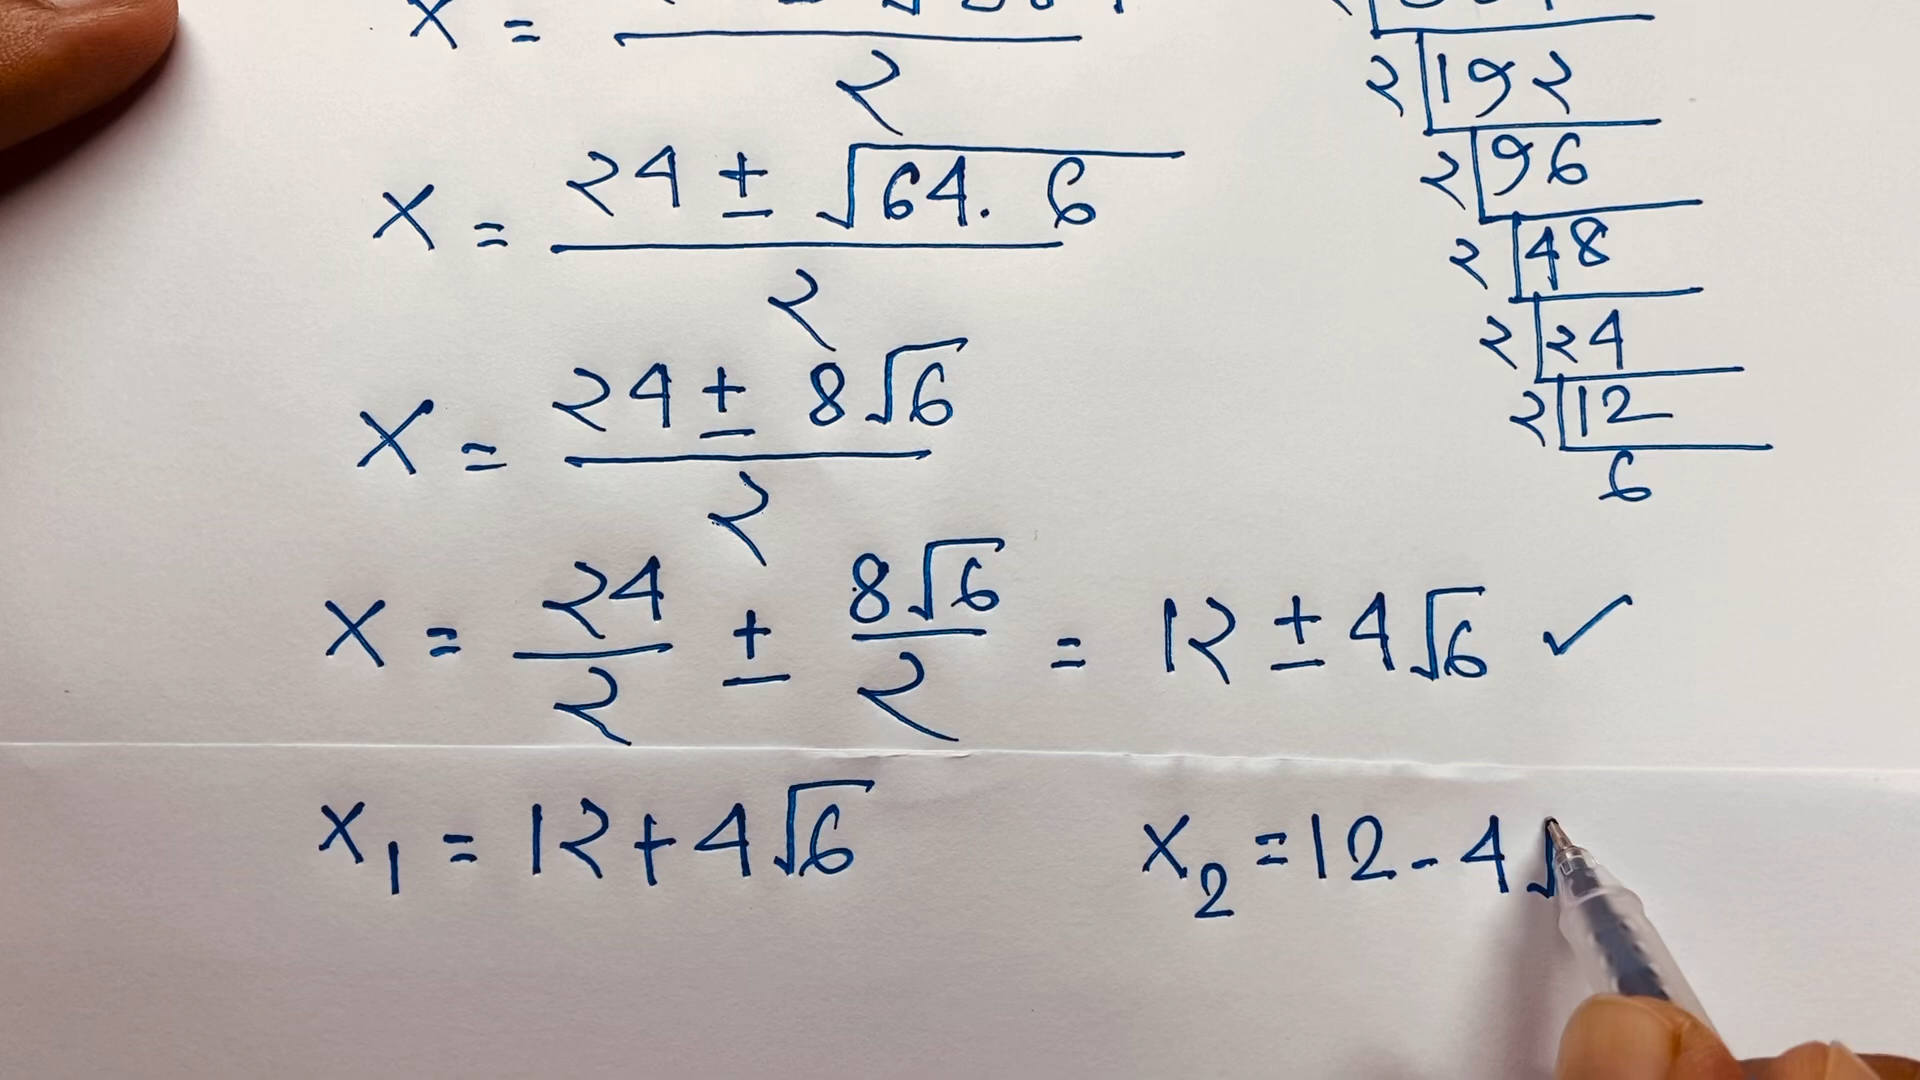 x =
2
2 | 192
x = 24 ± √64. 6
2
2 | 96
2 | 48
x = 24 ± 8√6
2
2 | 24
2 | 12
6
x = 24/2 ± 8√6/2 = 12 ± 4√6 ✓
x₁ = 12 + 4√6
x₂ = 12 - 4√